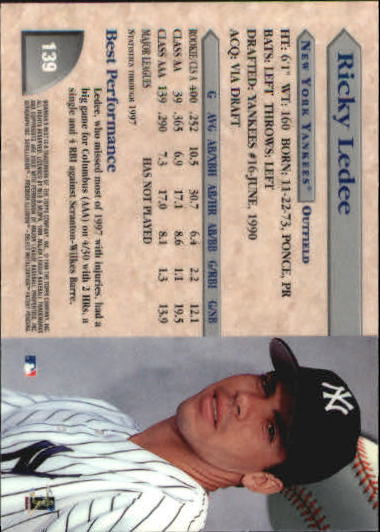 Ricky Ledee
NEW YORK YANKEES® OUTFIELD
HT: 6'1" WT: 160 BORN: 11-22-73, PONCE, PR
BATS: LEFT THROWS: LEFT
DRAFTED: YANKEES #16-JUNE, 1990
ACQ: VIA DRAFT
G AVG AB/XBH AB/HR AB/BB G/RBI G/SB
ROOKIE/CLS A 400 .252 10.5 30.7 6.4 2.2 12.1
CLASS AA 39 .365 6.9 17.1 8.6 1.1 19.5
CLASS AAA 139 .290 7.3 17.0 8.1 1.3 13.9
MAJOR LEAGUES HAS NOT PLAYED
STATISTICS THROUGH 1997
Best Performance
Ledee, who missed most of 1997 with injuries, had a
big game for Columbus (AAA) on 4/30 with 2 HRs, a
single and 4 RBI against Scranton-Wilkes Barre.
139
NY